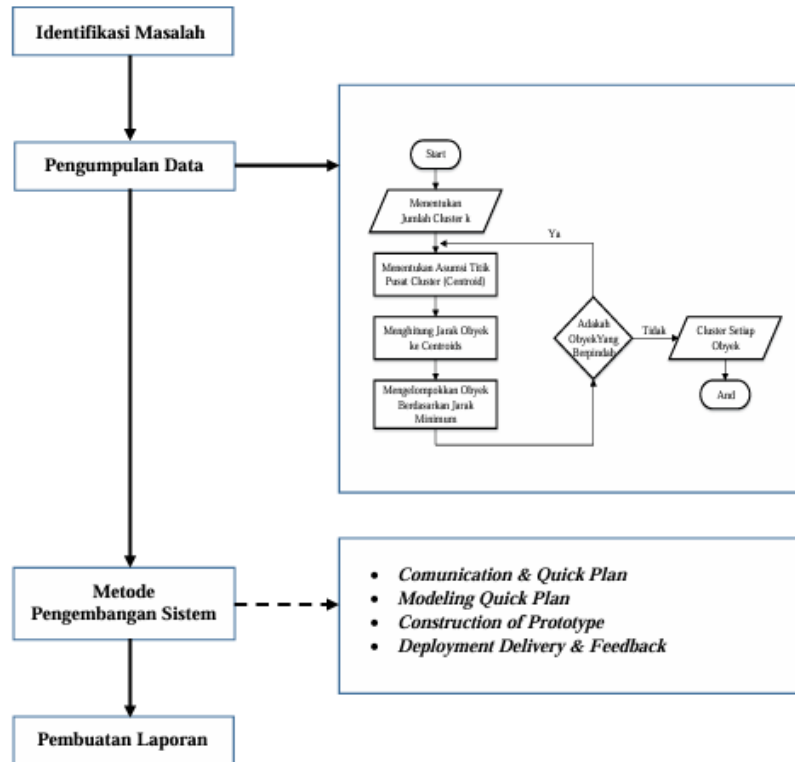 Identifikasi Masalah
Pengumpulan Data
Start
Menentukan
Jumlah Cluster k
Ya
Menentukan Asumsi Titik
Pusat Cluster (Centroid)
Menghitung Jarak Obyek
ke Centroids
Mengelompokkan Obyek
Berdasarkan Jarak
Minimum
Adakah
ObyekYang
Berpindah
Tidak
Cluster Setiap
Obyek
And
Metode
Pengembangan Sistem
• Comunication & Quick Plan
• Modeling Quick Plan
• Construction of Prototype
• Deployment Delivery & Feedback
Pembuatan Laporan